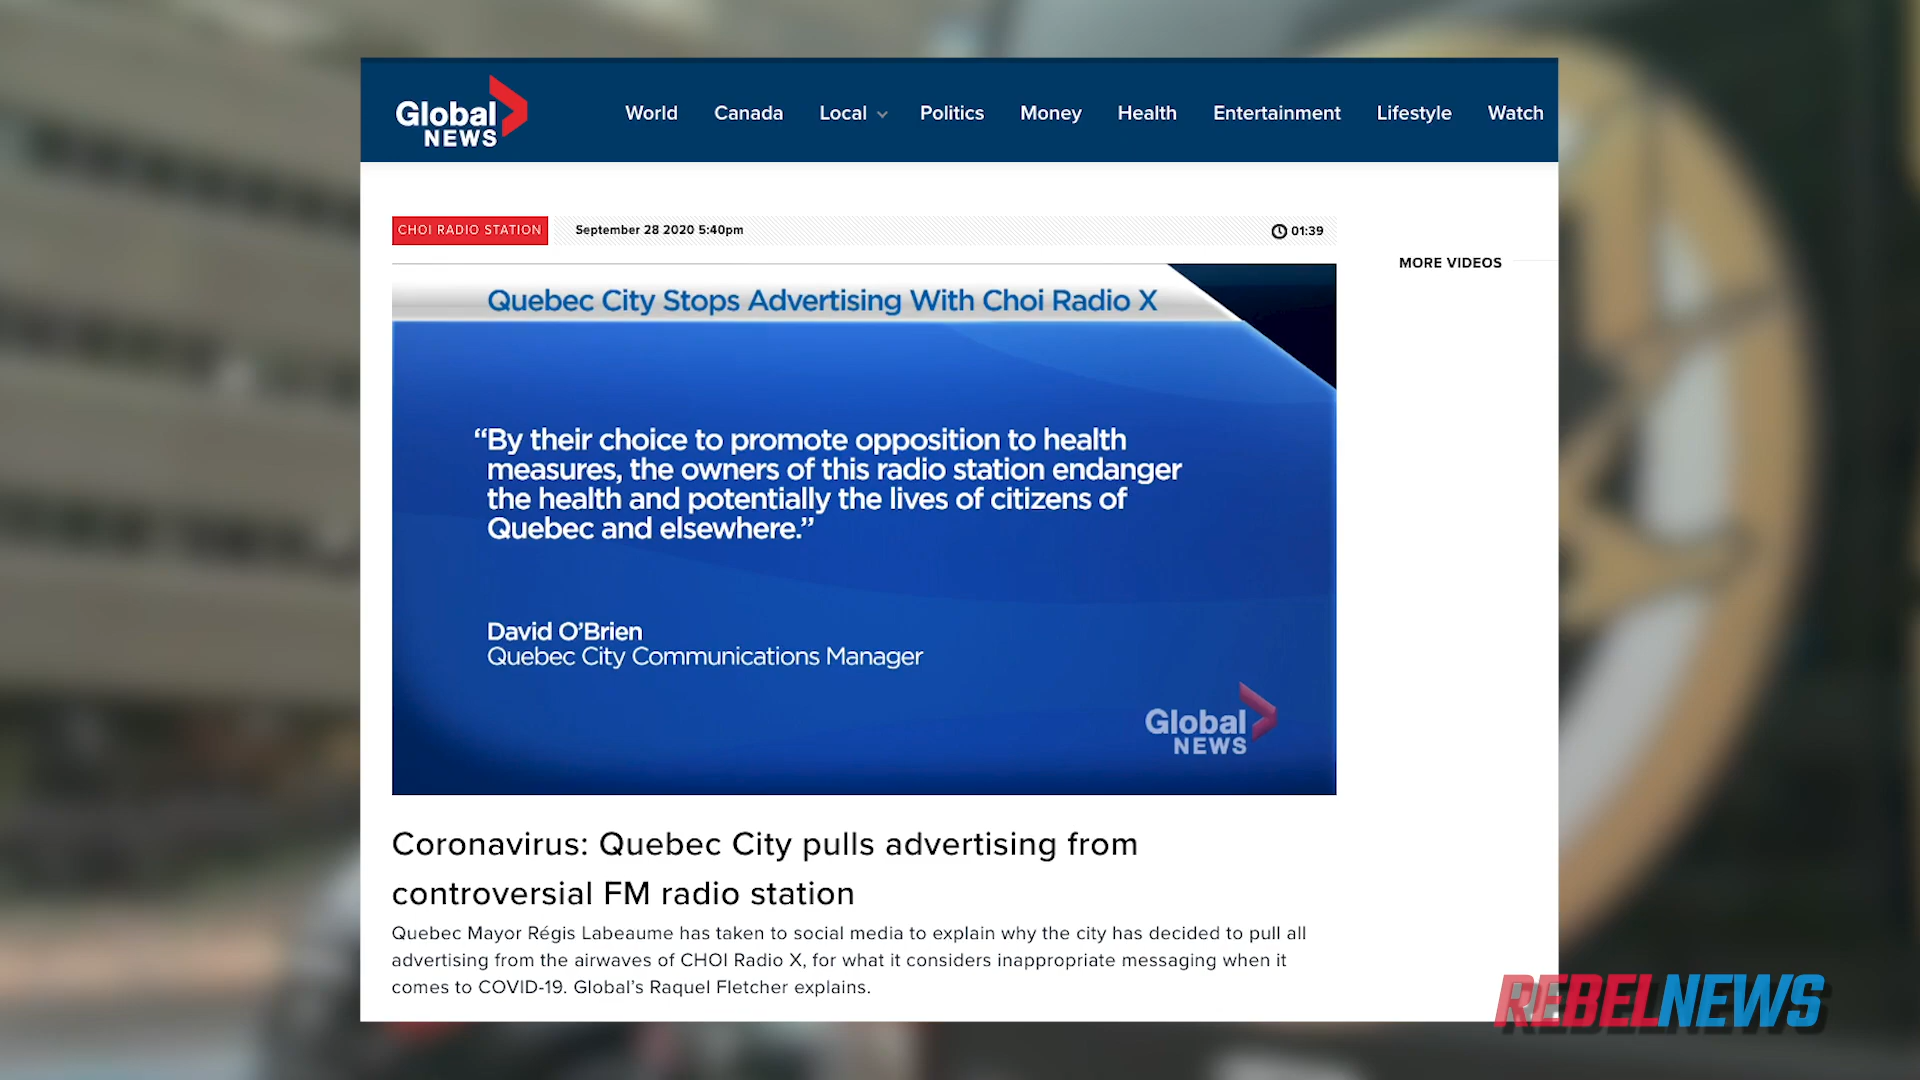 Global NEWS
World Canada Local Politics Money Health Entertainment Lifestyle Watch
CHOI RADIO STATION
September 28 2020 5:40pm
01:39
MORE VIDEOS
Quebec City Stops Advertising With Choi Radio X
“By their choice to promote opposition to health
measures, the owners of this radio station endanger
the health and potentially the lives of citizens of
Quebec and elsewhere.”
David O’Brien
Quebec City Communications Manager
Global
NEWS
Coronavirus: Quebec City pulls advertising from
controversial FM radio station
Quebec Mayor Régis Labeaume has taken to social media to explain why the city has decided to pull all
advertising from the airwaves of CHOI Radio X, for what it considers inappropriate messaging when it
comes to COVID-19. Global’s Raquel Fletcher explains.
REBELNEWS